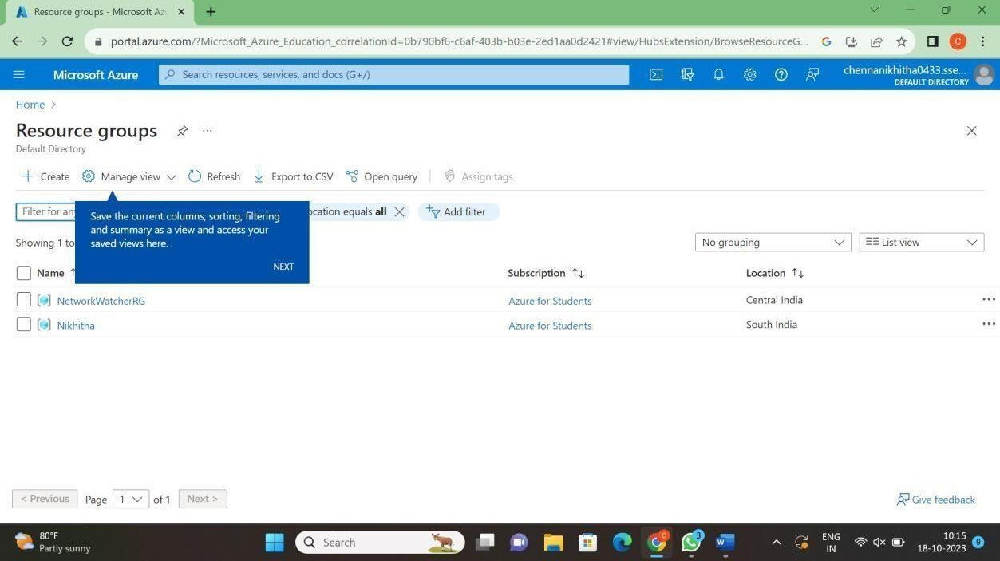 Resource groups - Microsoft Az
portal.azure.com/?Microsoft_Azure_Education_correlationId=0b790bf6-c6af-403b-b03e-2ed1aa0d2421#view/HubsExtension/BrowseResourceG...
C
Microsoft Azure
Search resources, services, and docs (G+/)
chennanikhitha0433.sse...
DEFAULT DIRECTORY
Home >
Resource groups
Default Directory
Create Manage view Refresh Export to CSV Open query Assign tags
Filter for any
ocation equals all
Add filter
Save the current columns, sorting, filtering
and summary as a view and access your
saved views here.
NEXT
Showing 1 to
No grouping
List view
Name Subscription Location
NetworkWatcherRG Azure for Students Central India
Nikhitha Azure for Students South India
< Previous Page 1 of 1 Next >
Give feedback
80°F
Partly sunny
Search
C
3
W
ENG
IN
10:15
18-10-2023
9